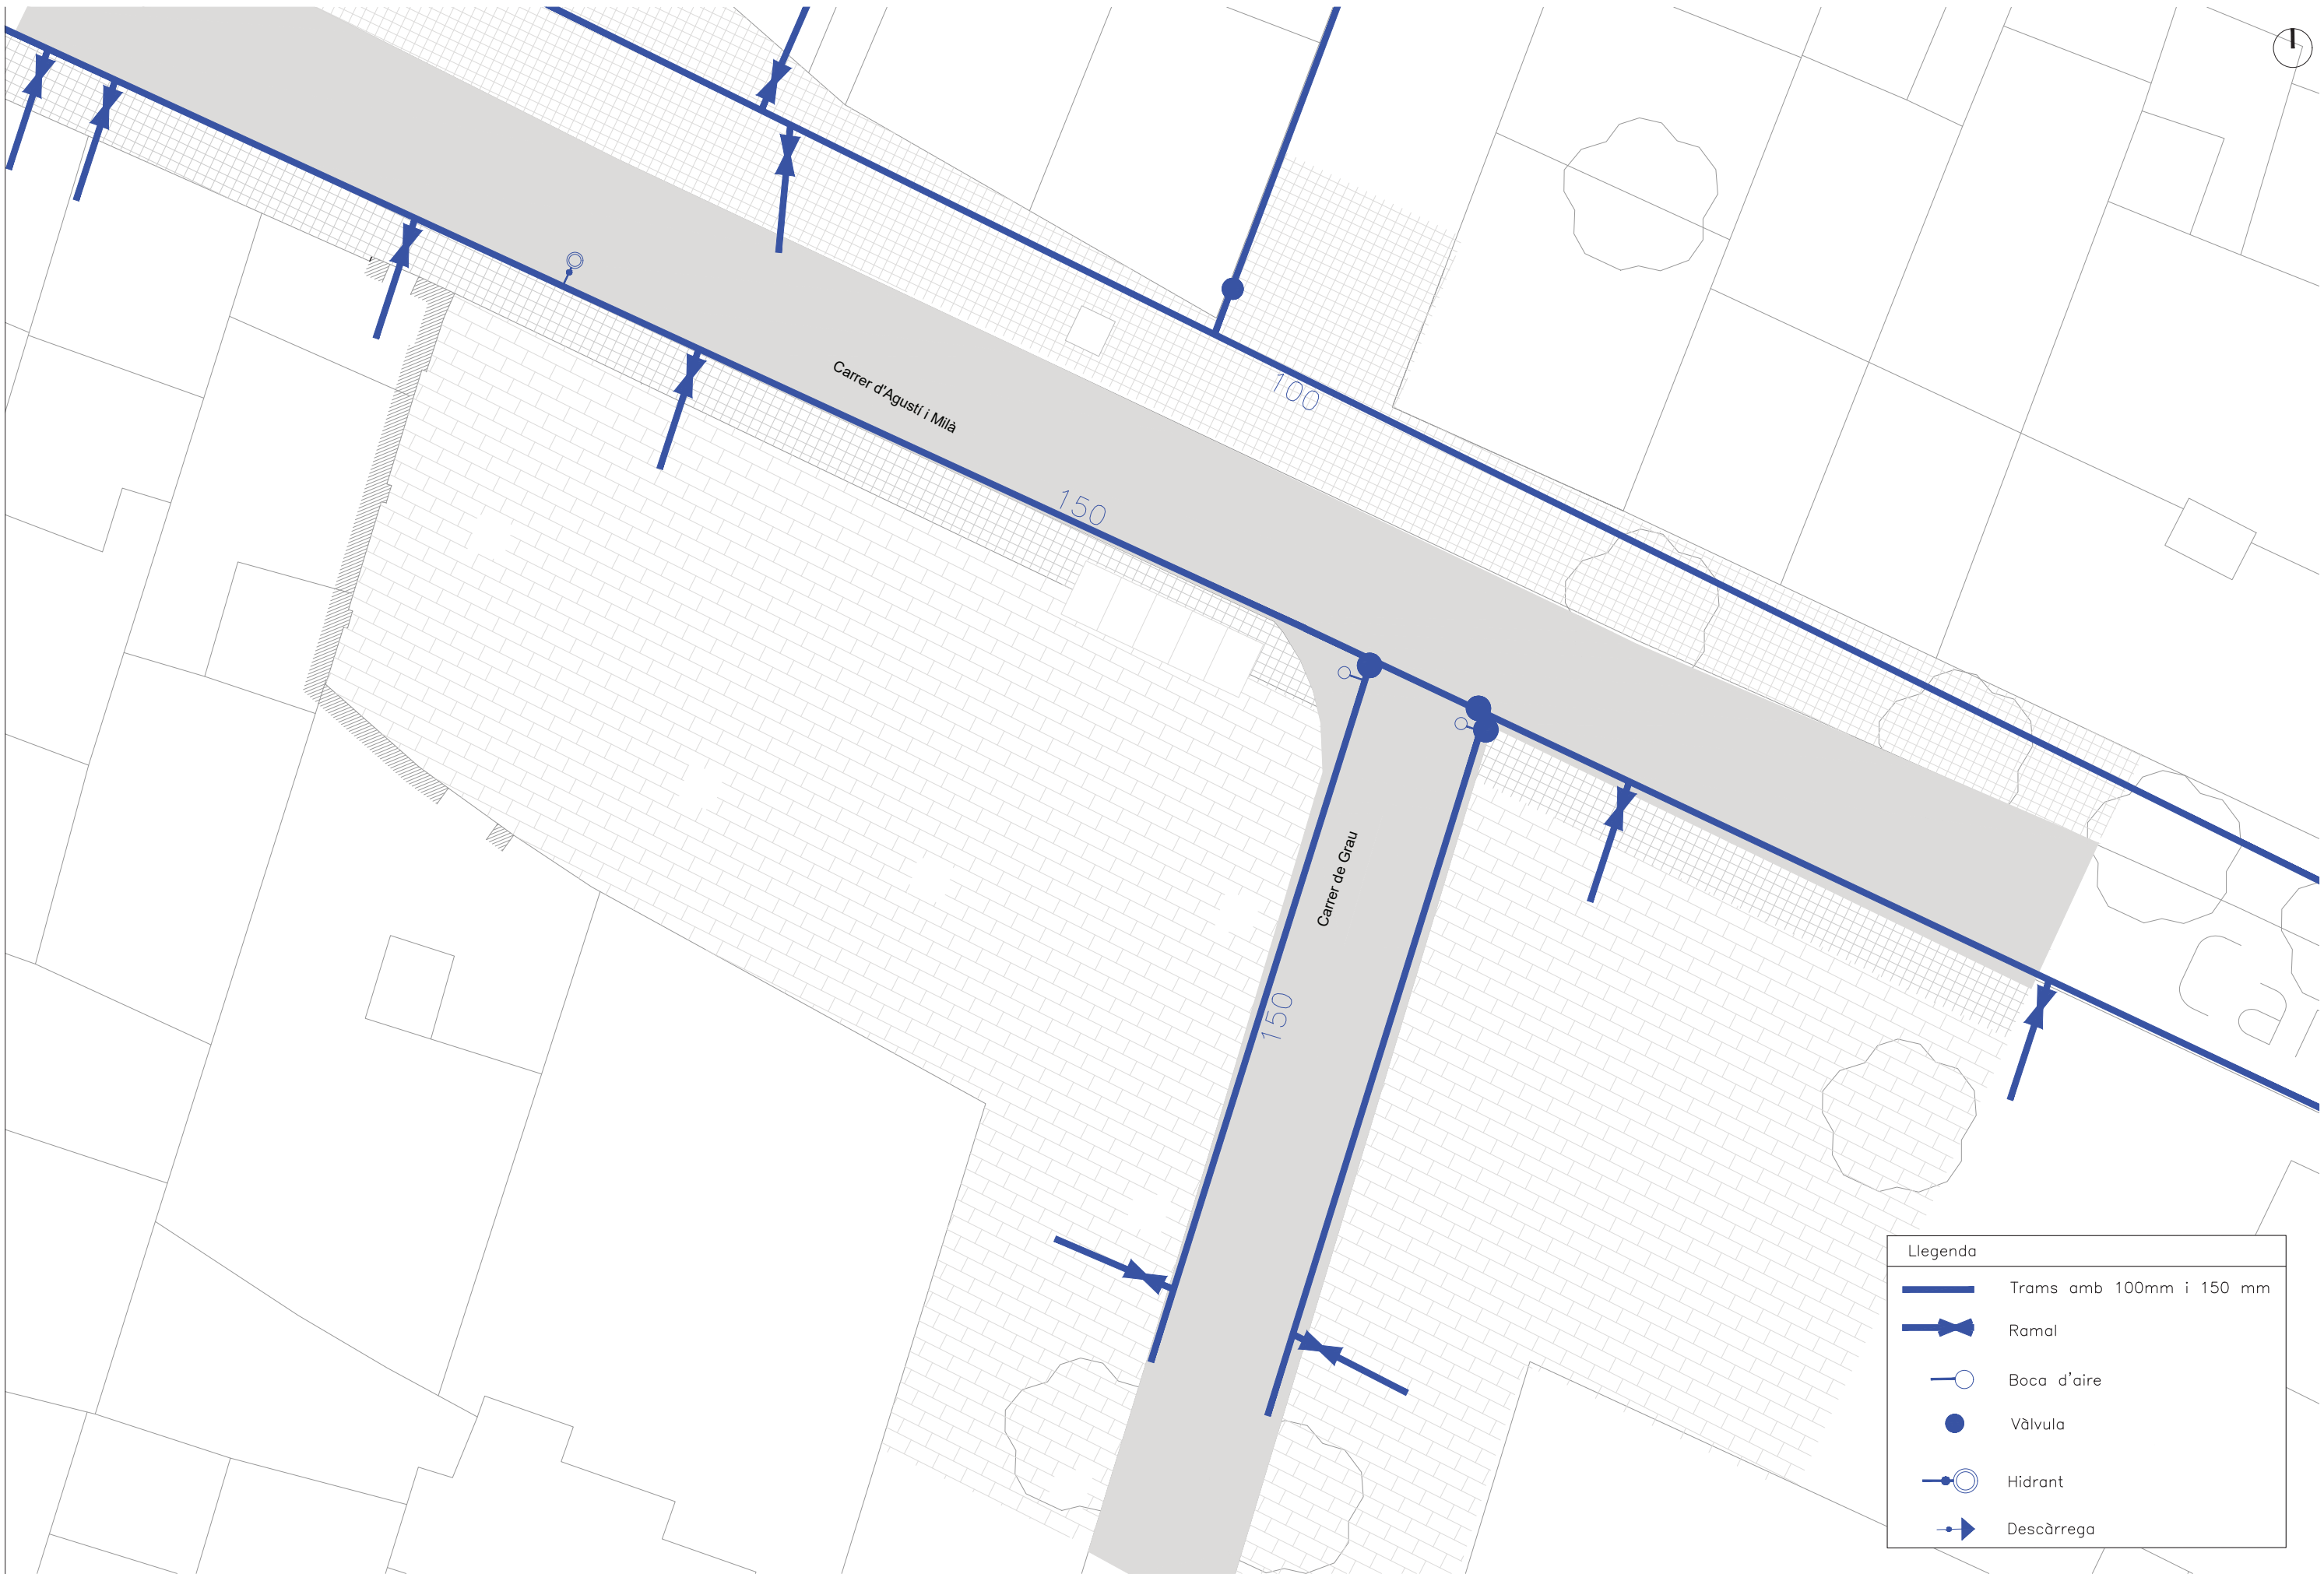 100
Carrer d'Agustí i Milà
150
Carrer de Grau
150
Ca
Llegenda
Trams amb 100mm i 150 mm
Ramal
Boca d'aire
Vàlvula
Hidrant
Descàrrega